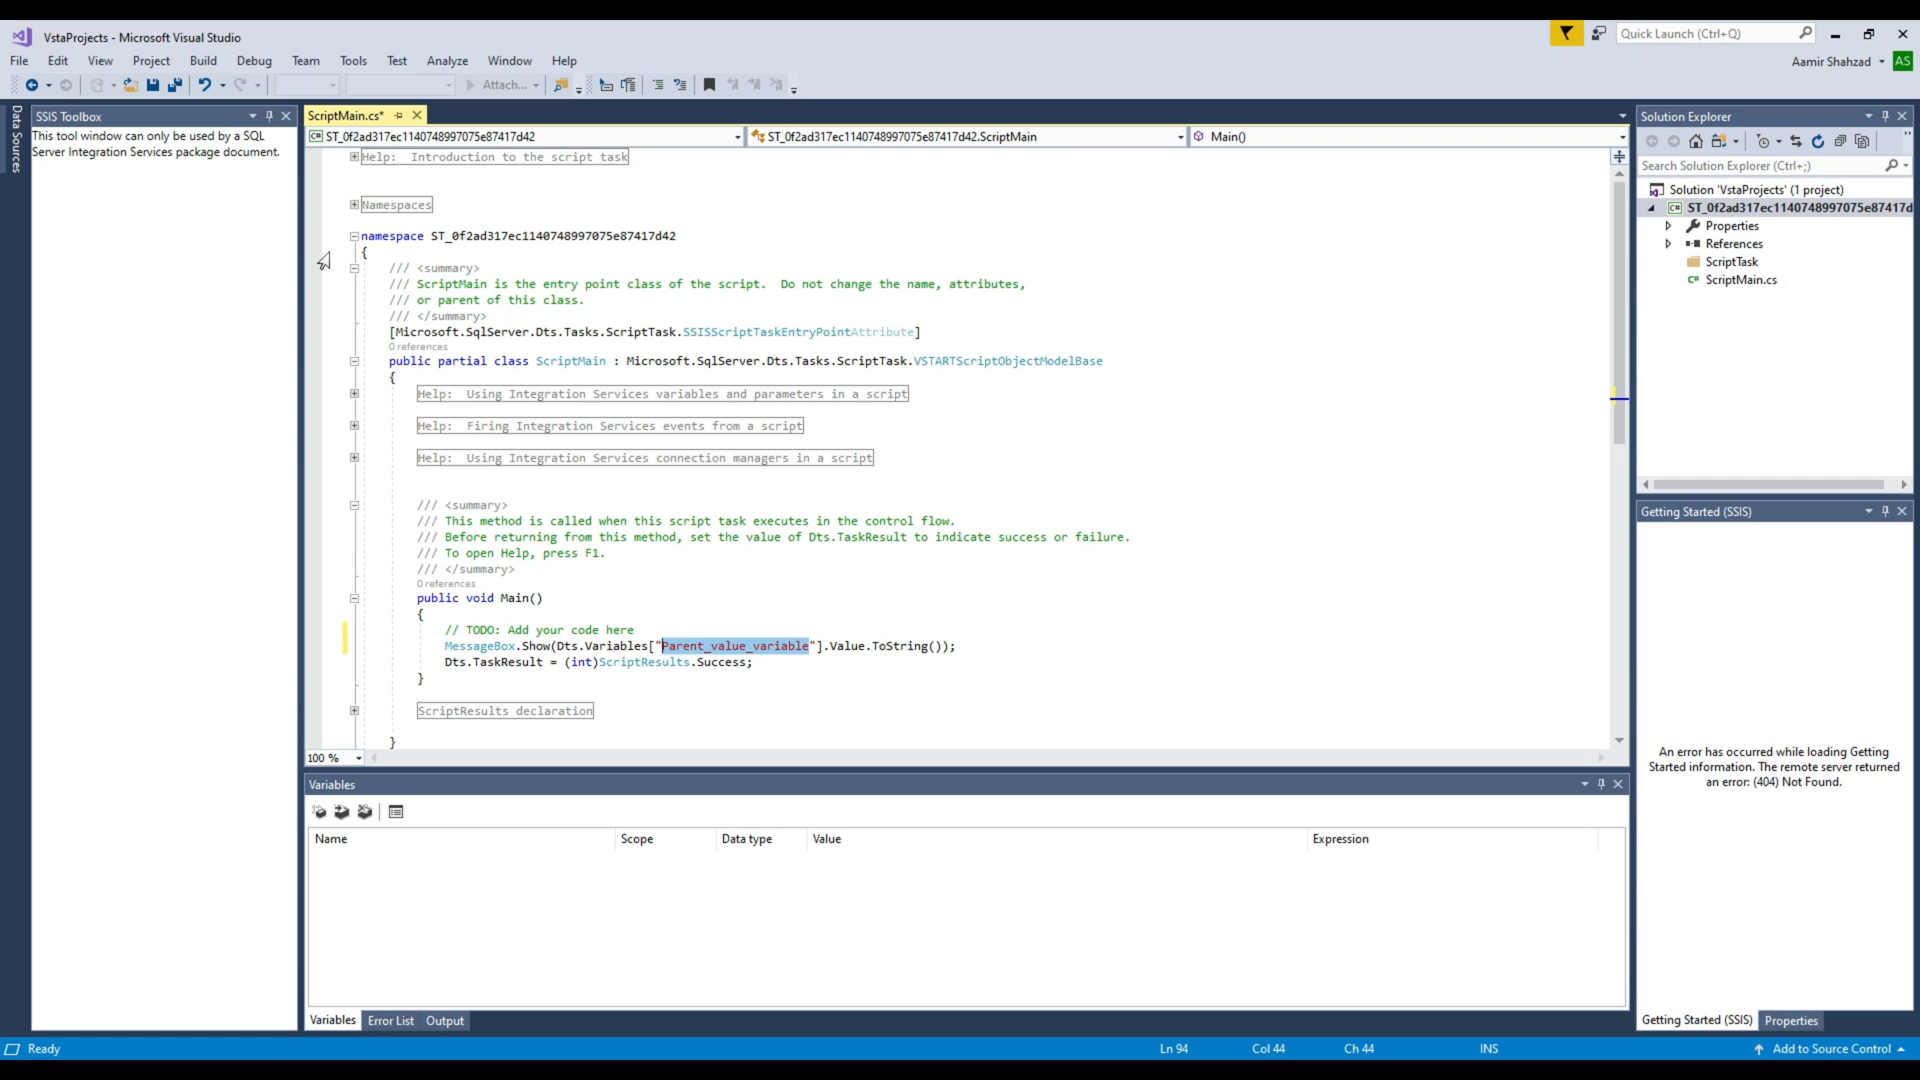 VstaProjects - Microsoft Visual Studio
Quick Launch (Ctrl+Q)
File Edit View Project Build Debug Team Tools Test Analyze Window Help
Aamir Shahzad AS
Attach...
Data Sources
SSIS Toolbox
This tool window can only be used by a SQL
Server Integration Services package document.
ScriptMain.cs*
ST_0f2ad317ec1140748997075e87417d42
ST_0f2ad317ec1140748997075e87417d42.ScriptMain
Main()
Help: Introduction to the script task
Namespaces
namespace ST_0f2ad317ec1140748997075e87417d42
{
/// <summary>
/// ScriptMain is the entry point class of the script. Do not change the name, attributes,
/// or parent of this class.
/// </summary>
[Microsoft.SqlServer.Dts.Tasks.ScriptTask.SSISScriptTaskEntryPointAttribute]
0 references
public partial class ScriptMain : Microsoft.SqlServer.Dts.Tasks.ScriptTask.VSTARTScriptObjectModelBase
{
Help: Using Integration Services variables and parameters in a script
Help: Firing Integration Services events from a script
Help: Using Integration Services connection managers in a script
/// <summary>
/// This method is called when this script task executes in the control flow.
/// Before returning from this method, set the value of Dts.TaskResult to indicate success or failure.
/// To open Help, press F1.
/// </summary>
0 references
public void Main()
{
// TODO: Add your code here
MessageBox.Show(Dts.Variables["Parent_value_variable"].Value.ToString());
Dts.TaskResult = (int)ScriptResults.Success;
}
ScriptResults declaration
}
100 %
Variables
Name Scope Data type Value Expression
Variables Error List Output
Solution Explorer
Search Solution Explorer (Ctrl+;)
Solution 'VstaProjects' (1 project)
ST_0f2ad317ec1140748997075e87417d
Properties
References
ScriptTask
ScriptMain.cs
Getting Started (SSIS)
An error has occurred while loading Getting
Started information. The remote server returned
an error: (404) Not Found.
Getting Started (SSIS) Properties
Ready
Ln 94 Col 44 Ch 44 INS
Add to Source Control